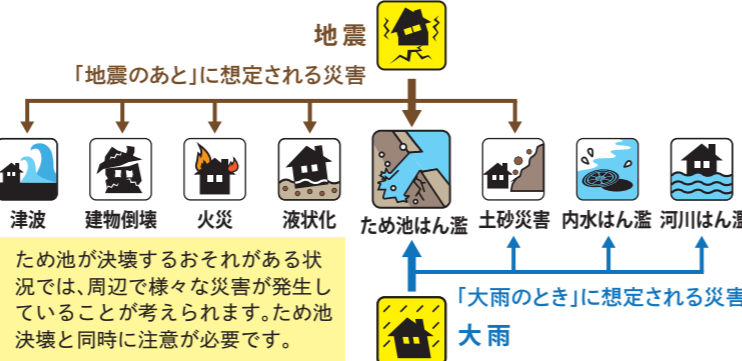 地震
「地震のあと」に想定される災害
津波 建物倒壊 火災 液状化 ため池はん濫 土砂災害 内水はん濫 河川はん濫
ため池が決壊するおそれがある状
況では、周辺で様々な災害が発生し
ていることが考えられます。ため池
決壊と同時に注意が必要です。
「大雨のとき」に想定される災害
大雨